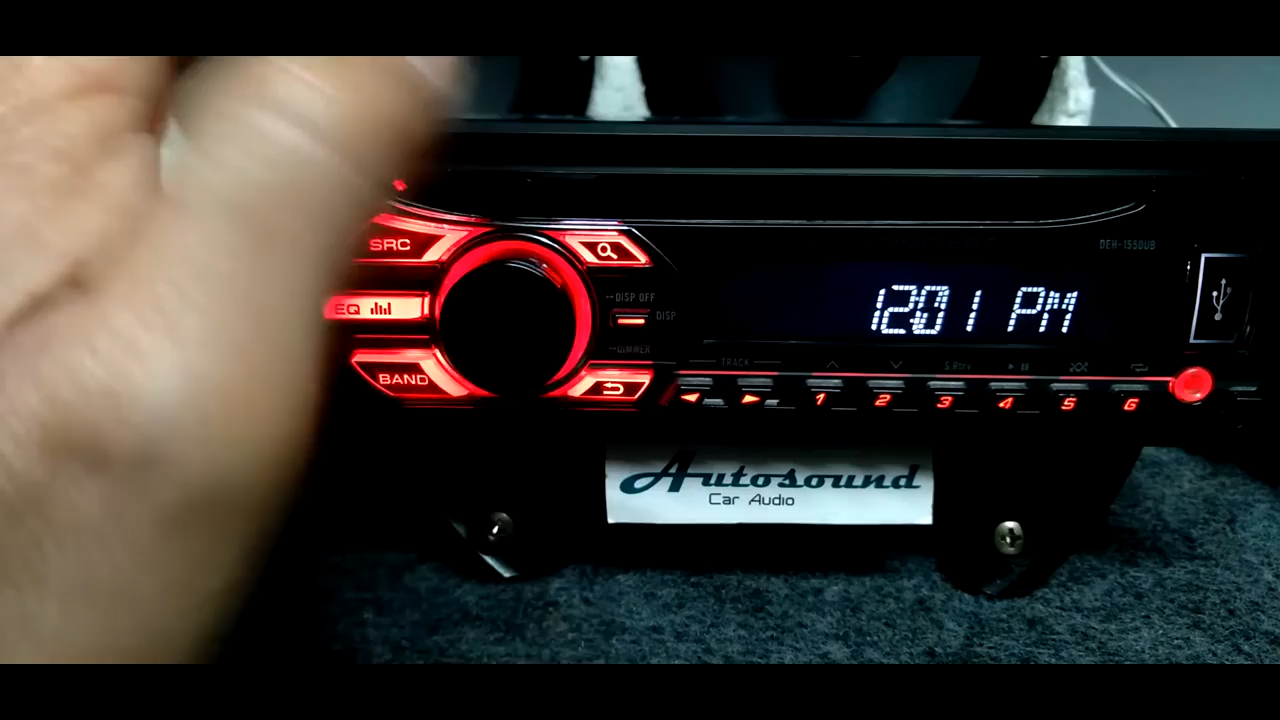 SRC
DEH-1550UB
EQ
DISP OFF
DISP
12:01 PM
DIMMER
TRACK
S.Rtrv
BAND
1 2 3 4 5 6
Autosound
Car Audio